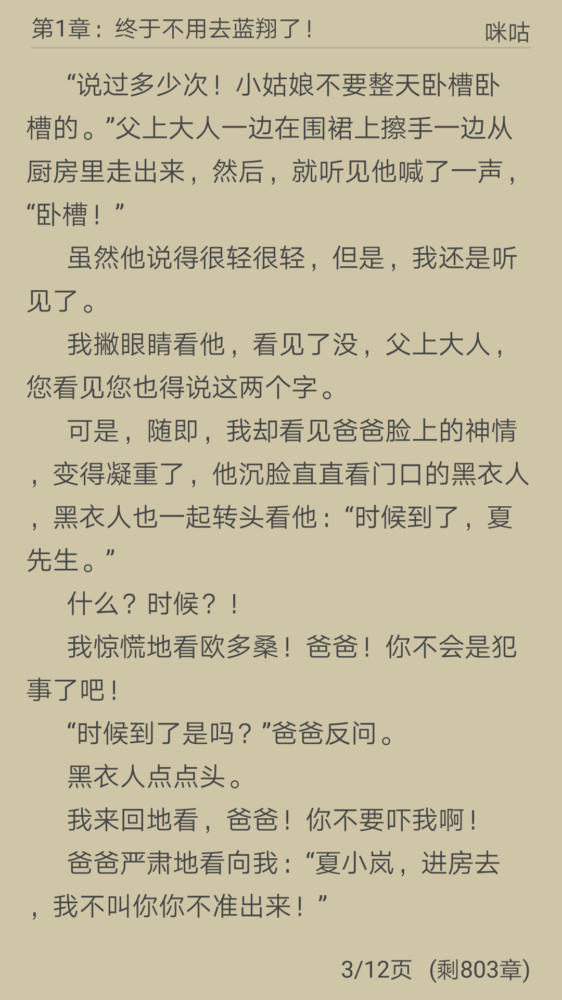 第1章：终于不用去蓝翔了！
咪咕
“说过多少次！小姑娘不要整天卧槽卧
槽的。”父上大人一边在围裙上擦手一边从
厨房里走出来，然后，就听见他喊了一声，
“卧槽！”
虽然他说得很轻很轻，但是，我还是听
见了。
我撇眼睛看他，看见了没，父上大人，
您看见您也得说这两个字。
可是，随即，我却看见爸爸脸上的神情
，变得凝重了，他沉脸直直看门口的黑衣人
，黑衣人也一起转头看他：“时候到了，夏
先生。”
什么？时候？！
我惊慌地看欧多桑！爸爸！你不会是犯
事了吧！
“时候到了是吗？”爸爸反问。
黑衣人点点头。
我来回地看，爸爸！你不要吓我啊！
爸爸严肃地看向我：“夏小岚，进房去
，我不叫你你不准出来！”
3/12页 (剩803章)